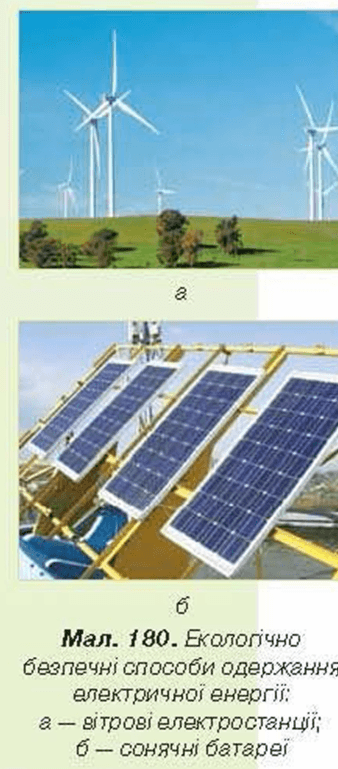 а
б
Мал. 180. Екологічно
безпечні способи одержання
електричної енергії:
а — вітрові електростанції;
б — сонячні батареї